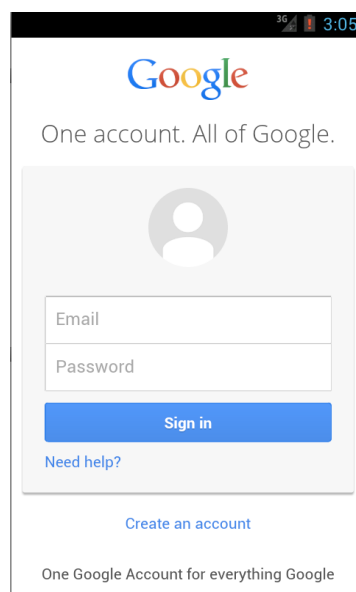 3G 3:05
Google
One account. All of Google.
Email
Password
Sign in
Need help?
Create an account
One Google Account for everything Google